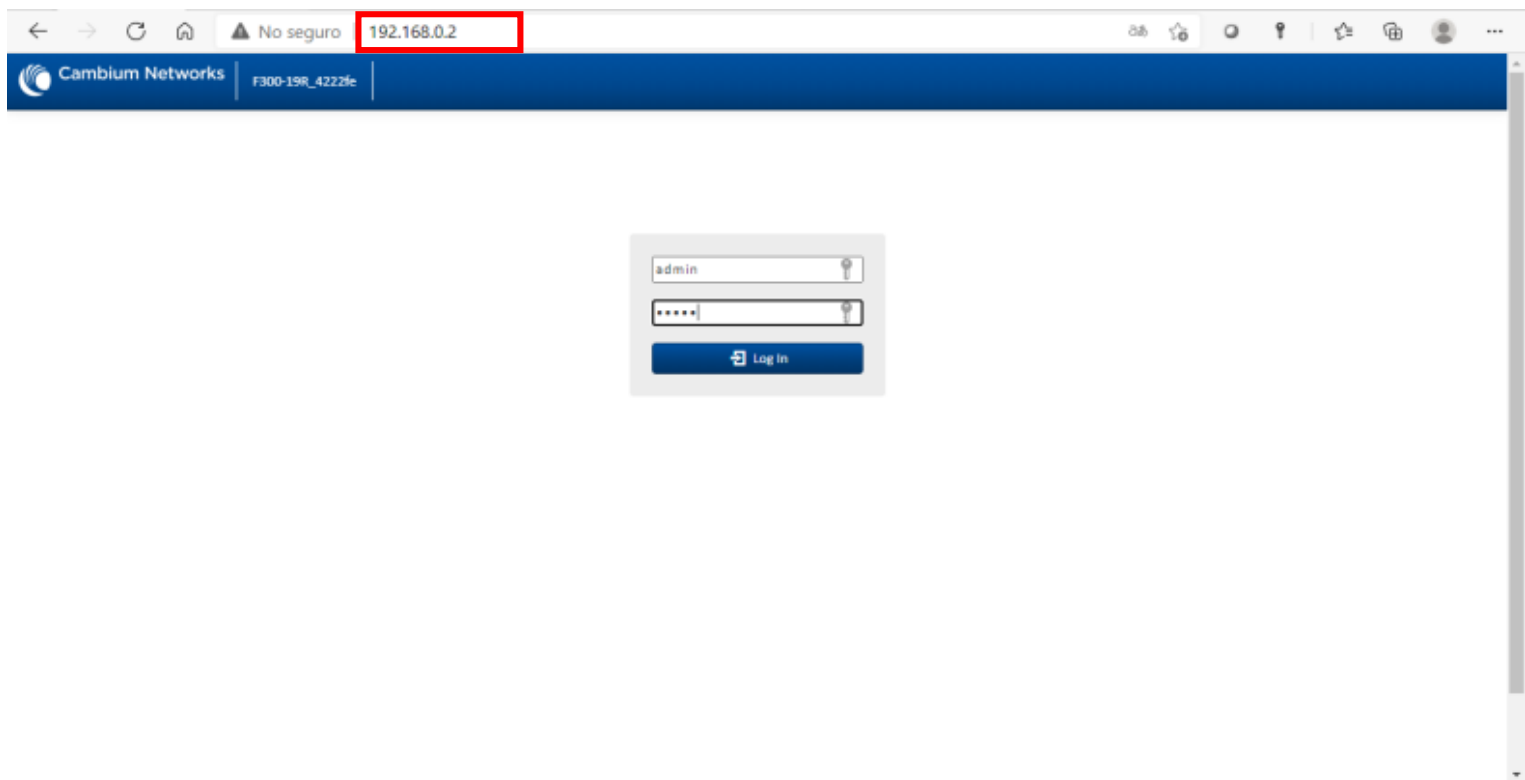 No seguro 192.168.0.2
Cambium Networks F300-19R_4222fe
admin
•••••
Log In